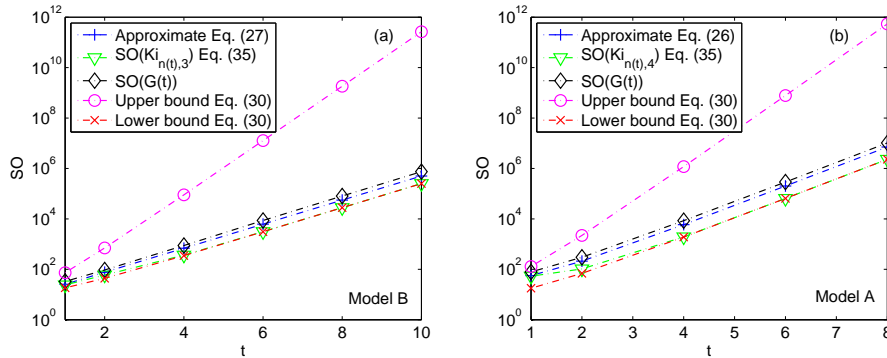 (a)
Approximate Eq. (27)
SO(Ki_{n(t),3}) Eq. (35)
SO(G(t))
Upper bound Eq. (30)
Lower bound Eq. (30)
10^{12}
10^{10}
10^{8}
10^{6}
10^{4}
10^{2}
10^{0}
SO
2 4 6 8 10
t
Model B
(b)
Approximate Eq. (26)
SO(Ki_{n(t),4}) Eq. (35)
SO(G(t))
Upper bound Eq. (30)
Lower bound Eq. (30)
10^{12}
10^{10}
10^{8}
10^{6}
10^{4}
10^{2}
10^{0}
SO
1 2 3 4 5 6 7 8
t
Model A